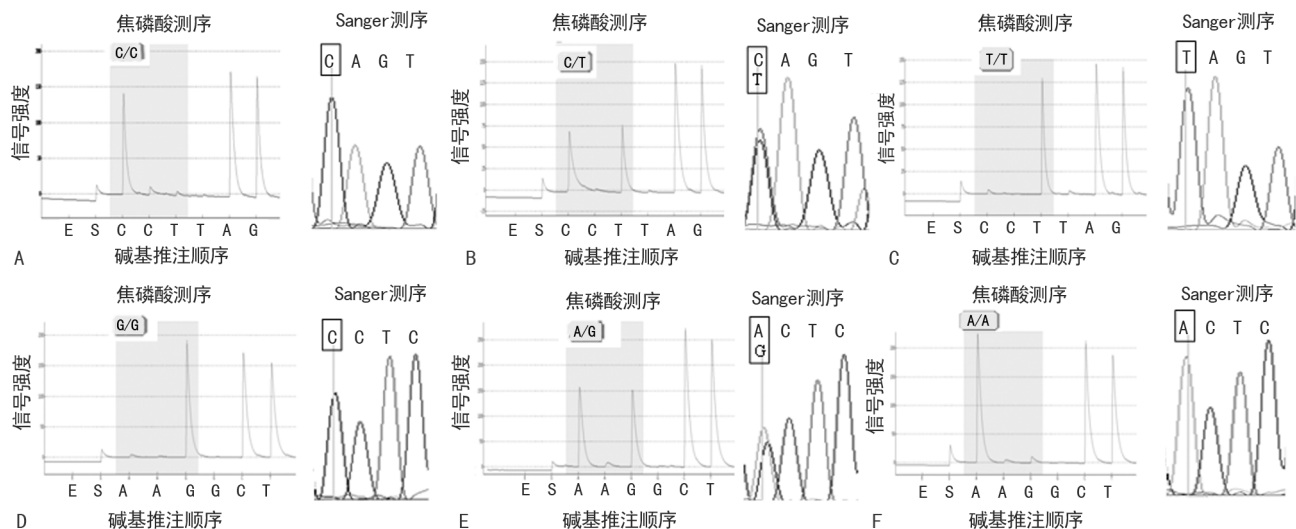 焦磷酸测序
C/C
信号强度
E S C C T T A G
碱基推注顺序
A
Sanger测序
C A G T
焦磷酸测序
C/T
信号强度
E S C C T T A G
碱基推注顺序
B
Sanger测序
C A G T
T
焦磷酸测序
T/T
信号强度
E S C C T T A G
碱基推注顺序
C
Sanger测序
T A G T
焦磷酸测序
G/G
信号强度
E S A A G G C T
碱基推注顺序
D
Sanger测序
C C T C
焦磷酸测序
A/G
信号强度
E S A A G G C T
碱基推注顺序
E
Sanger测序
A C T C
G
焦磷酸测序
A/A
信号强度
E S A A G G C T
碱基推注顺序
F
Sanger测序
A C T C